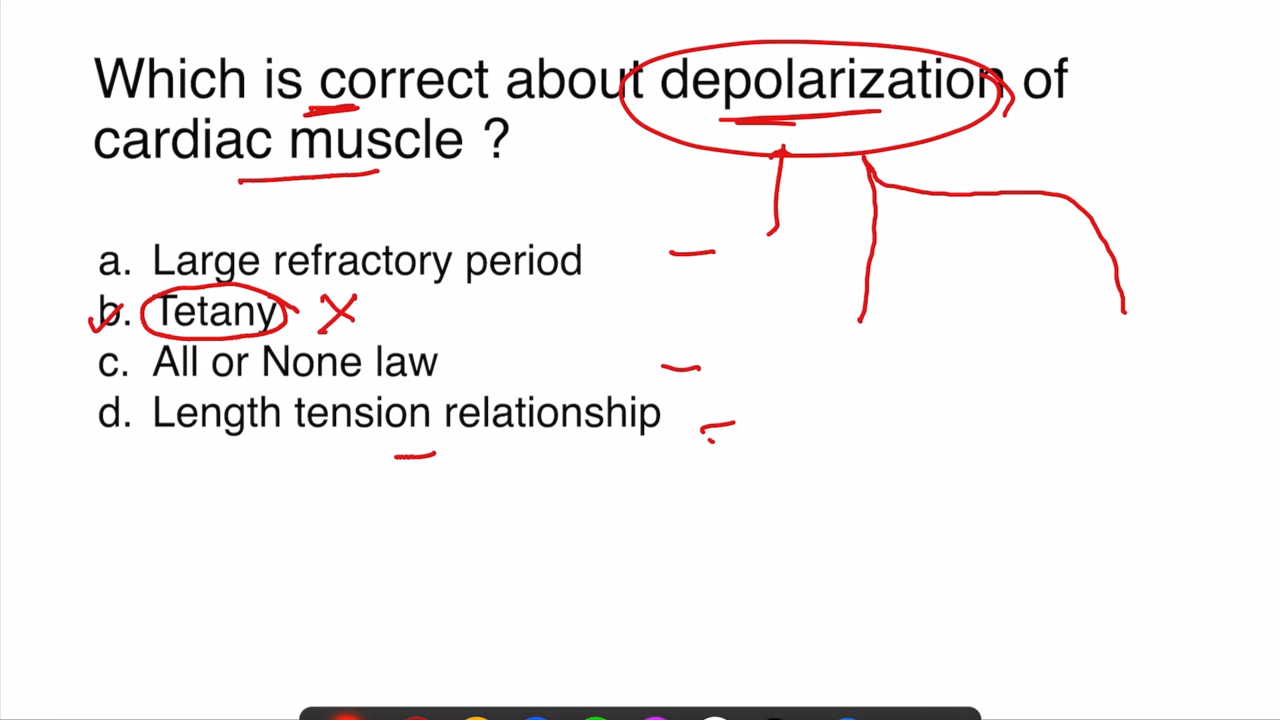 Which is correct about depolarization of
cardiac muscle ?
a. Large refractory period
b. Tetany
c. All or None law
d. Length tension relationship